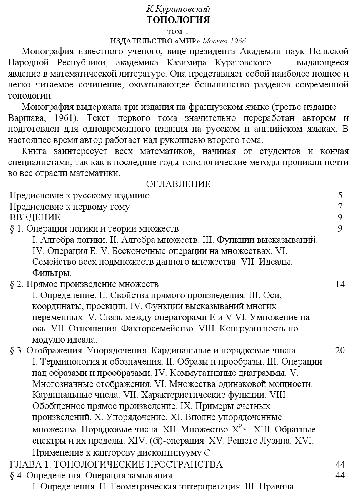 К.Куратовский
ТОПОЛОГИЯ
ТОМ
ИЗДАТЕЛЬСТВО «МИР» Москва 1966
Монография известного ученого, вице-президента Академии наук Польской
Народной Республики, академика Казимира Куратовского — выдающееся
явление в математической литературе. Она представляет собой наиболее полное и
легко читаемое сочинение, охватывающее большинство разделов современной
топологии.
Монография выдержала три издания на французском языке (третье издание —
Варшава, 1961). Текст первого тома значительно переработан автором и
подготовлен для одновременного издания на русском и английском языках. В
настоящее время автор работает над рукописью второго тома.
Книга заинтересует всех математиков, начиная от студентов и кончая
специалистами, так как в последние годы топологические методы проникли почти
во все отрасли математики.
ОГЛАВЛЕНИЕ
Предисловие к русскому изданию 5
Предисловие к первому тому 7
ВВЕДЕНИЕ 9
§ 1. Операции логики и теории множеств 9
I. Алгебра логики. II. Алгебра множеств. III. Функции высказываний.
IV. Операция Е. V. Бесконечные операции на множествах. VI.
Семейство всех подмножеств данного множества. VII. Идеалы.
Фильтры.
§ 2. Прямое произведение множеств 14
I. Определение. II. Свойства прямого произведения. III. Оси,
координаты, проекции. IV. Функции высказываний многих
переменных. V. Связь между операторами Е и V. VI. Умножение на
ось. VII. Отношения. Факторсемейство. VIII. Конгруэнтность по
модулю идеала.
§ 3. Отображения. Упорядочения. Кардинальные и порядковые числа 20
I. Терминология и обозначения. II. Образы и прообразы. III. Операции
над образами и прообразами. IV. Коммутативные диаграммы. V.
Многозначные отображения. VI. Множества одинаковой мощности.
Кардинальные числа. VII. Характеристические функции. VIII.
Обобщенное прямое произведение. IX. Примеры счетных
произведений. X. Упорядочение. XI. Вполне упорядоченные
множества. Порядковые числа. XII. Множество XII. Обратные
спектры и их пределы. XIV. (A)-операция. XV. Решето Лузина. XVI.
Применение к канторову дисконтинууму C
ГЛАВА 1. ТОПОЛОГИЧЕСКИЕ ПРОСТРАНСТВА 44
§ 4. Определения. Операция замыкания 44
I. Определения. II. Геометрическая интерпретация. III. Правила